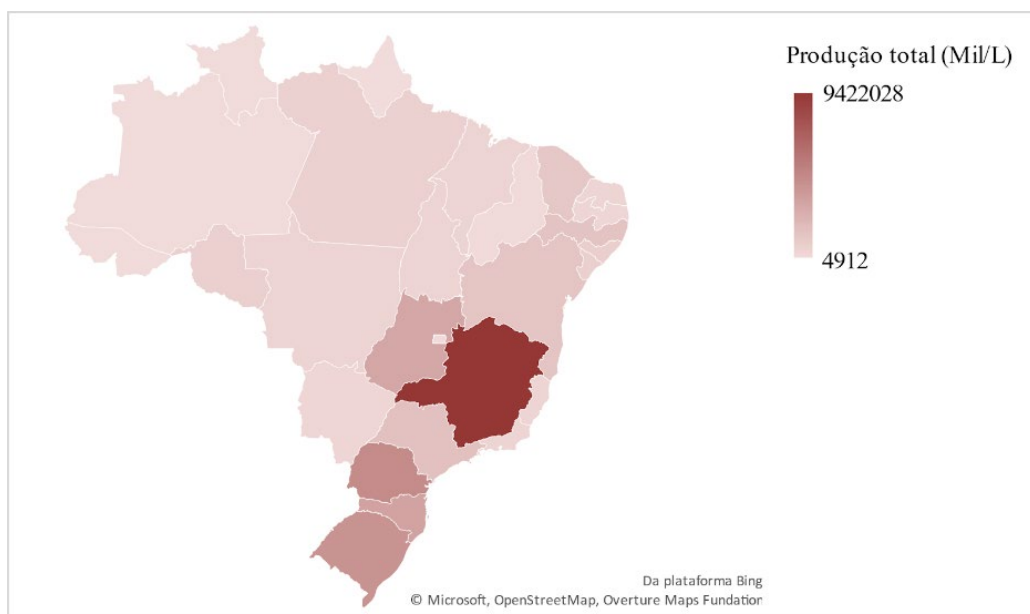 Produção total (Mil/L)
9422028
4912
Da plataforma Bing
© Microsoft, OpenStreetMap, Overture Maps Fundation